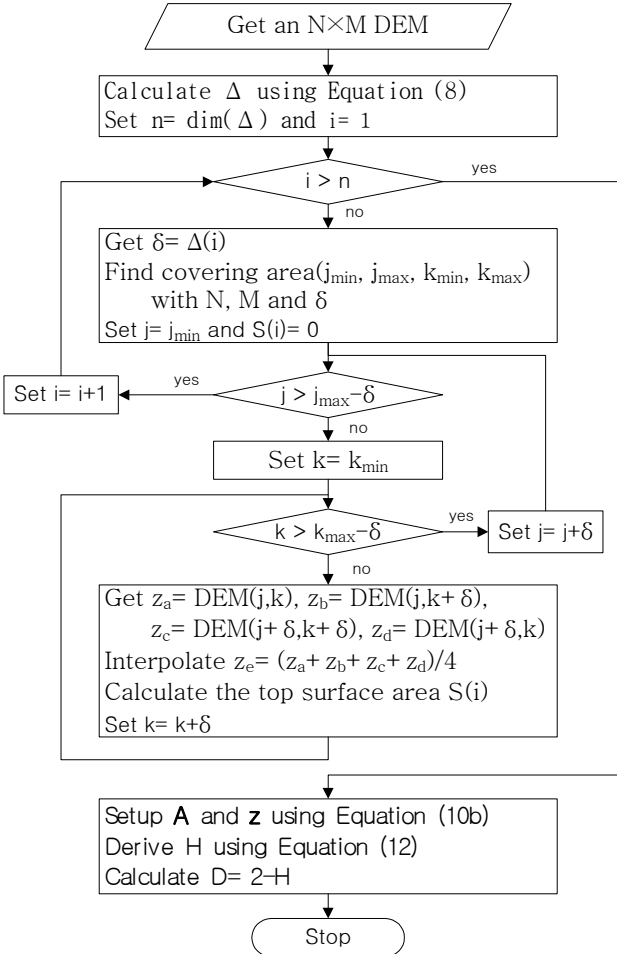 Get an N×M DEM
Calculate Δ using Equation (8)
Set n= dim(Δ) and i= 1
i > n
yes
no
Get δ= Δ(i)
Find covering area(jmin, jmax, kmin, kmax)
with N, M and δ
Set j= jmin and S(i)= 0
Set i= i+1
yes
j > jmax−δ
no
Set k= kmin
k > kmax−δ
yes
Set j= j+δ
no
Get za= DEM(j,k), zb= DEM(j,k+ δ),
zc= DEM(j+ δ,k+ δ), zd= DEM(j+ δ,k)
Interpolate ze= (za+ zb+ zc+ zd)/4
Calculate the top surface area S(i)
Set k= k+δ
Setup A and z using Equation (10b)
Derive H using Equation (12)
Calculate D= 2−H
Stop